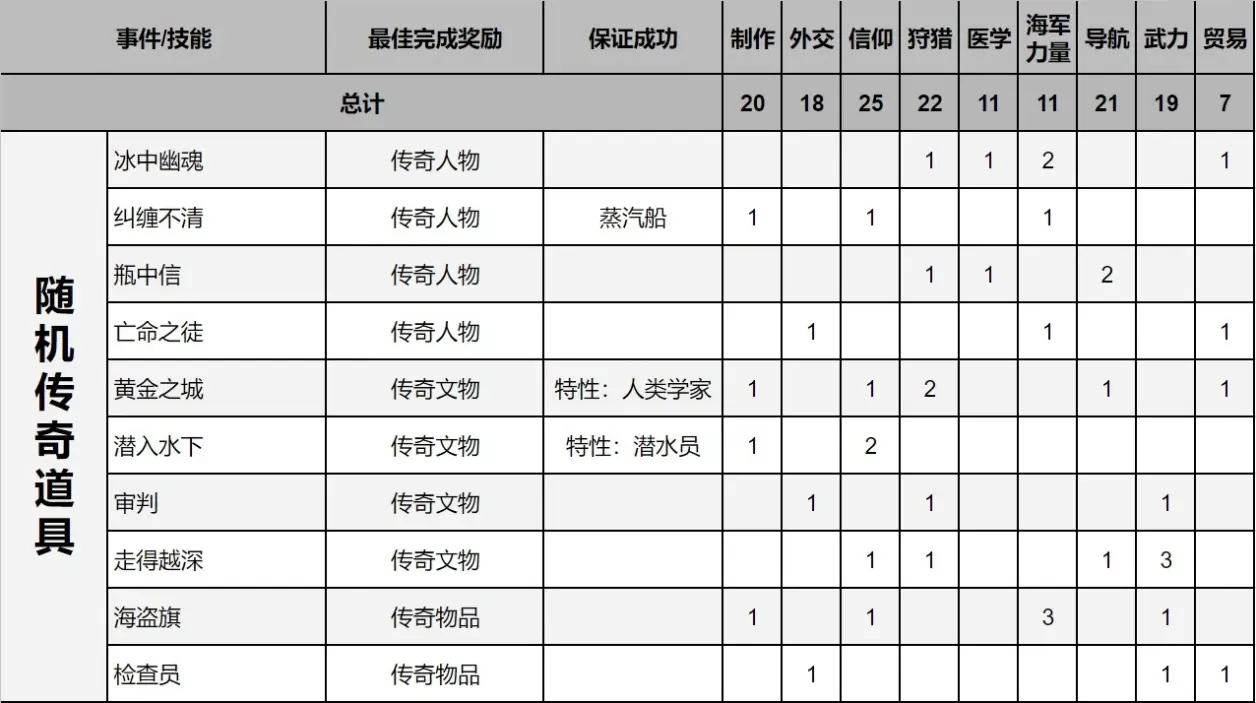 事件/技能 最佳完成奖励 保证成功 制作 外交 信仰 狩猎 医学 海军力量 导航 武力 贸易
总计 20 18 25 22 11 11 21 19 7
随机传奇道具
冰中幽魂 传奇人物 1 1 2 1
纠缠不清 传奇人物 蒸汽船 1 1 1
瓶中信 传奇人物 1 1 2
亡命之徒 传奇人物 1 1 1
黄金之城 传奇文物 特性：人类学家 1 1 2 1 1
潜入水下 传奇文物 特性：潜水员 1 2
审判 传奇文物 1 1 1
走得越深 传奇文物 1 1 1 3
海盗旗 传奇物品 1 1 3 1
检查员 传奇物品 1 1 1